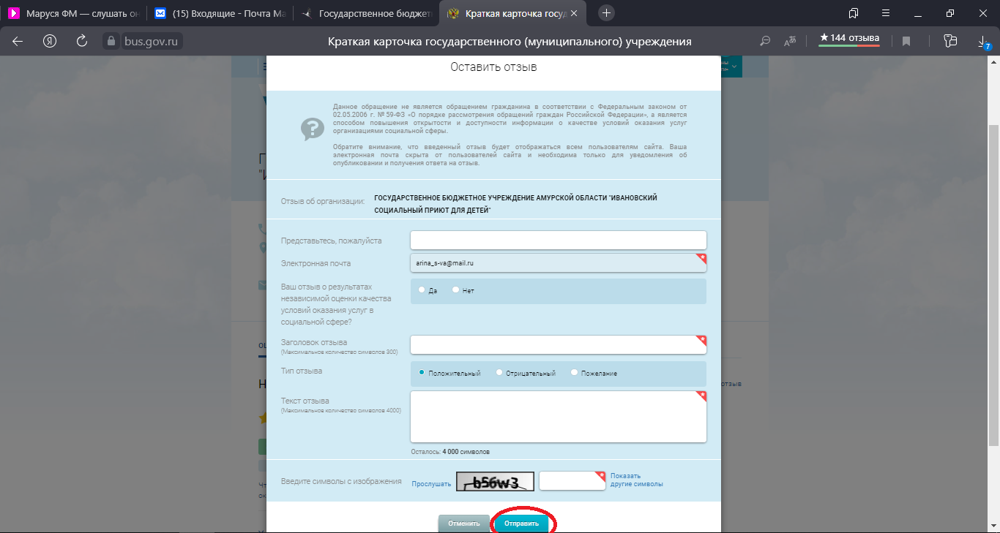 Маруся ФМ — слушать он
(15) Входящие - Почта Ма
Государственное бюджет
Краткая карточка госуд
bus.gov.ru
Краткая карточка государственного (муниципального) учреждения
★ 144 отзыва
7
Оставить отзыв
Данное обращение не является обращением гражданина в соответствии с Федеральным законом от
02.05.2006 г. № 59-ФЗ «О порядке рассмотрения обращений граждан Российской Федерации», а является
способом повышения открытости и доступности информации о качестве условий оказания услуг
организациями социальной сферы.
Обратите внимание, что введенный отзыв будет отображаться всем пользователям сайта. Ваша
электронная почта скрыта от пользователей сайта и необходима только для уведомления об
опубликовании и получения ответа на отзыв.
Отзыв об организации:
ГОСУДАРСТВЕННОЕ БЮДЖЕТНОЕ УЧРЕЖДЕНИЕ АМУРСКОЙ ОБЛАСТИ "ИВАНОВСКИЙ
СОЦИАЛЬНЫЙ ПРИЮТ ДЛЯ ДЕТЕЙ"
Представьтесь, пожалуйста
Электронная почта
arina_s-va@mail.ru
Ваш отзыв о результатах
независимой оценки качества
условий оказания услуг в
социальной сфере?
Да
Нет
Заголовок отзыва
(Максимальное количество символов 300)
Тип отзыва
Положительный
Отрицательный
Пожелание
Текст отзыва
(Максимальное количество символов 4000)
Осталось: 4 000 символов
отзыв
Введите символы с изображения
Прослушать
b56w3
Показать
другие символы
Отменить
Отправить